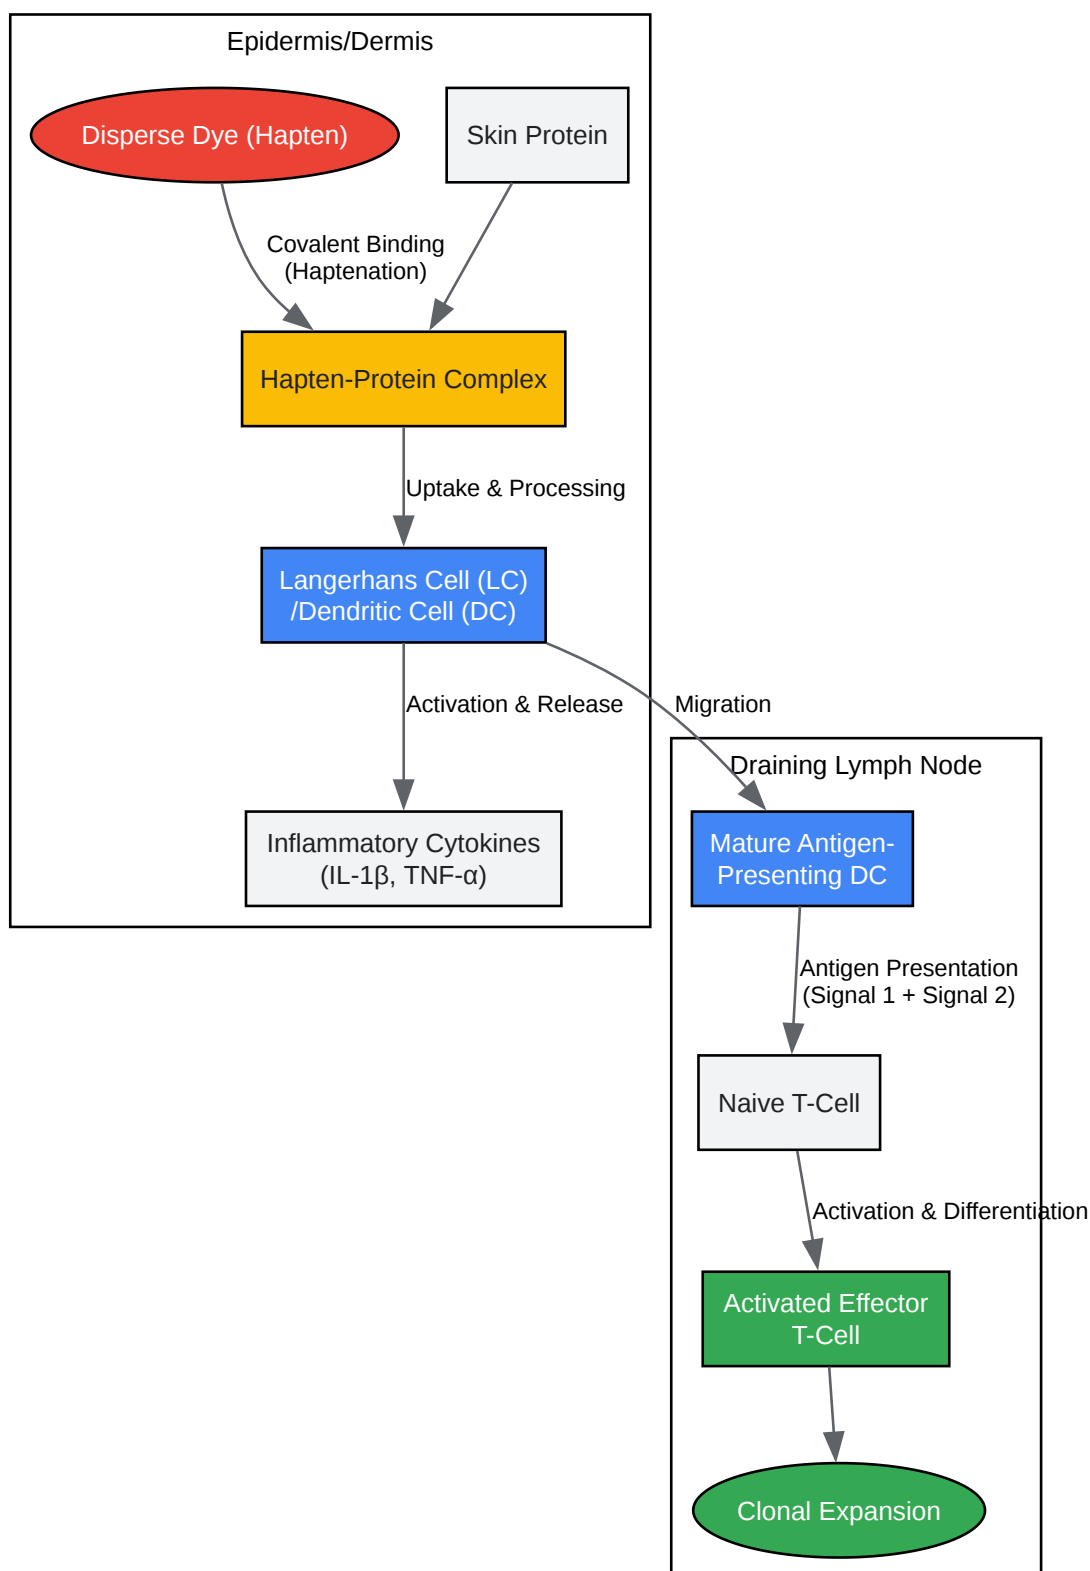 Epidermis/Dermis
Disperse Dye (Hapten)
Skin Protein
Covalent Binding
(Haptenation)
Hapten-Protein Complex
Uptake & Processing
Langerhans Cell (LC)
/Dendritic Cell (DC)
Activation & Release
Migration
Inflammatory Cytokines
(IL-1β, TNF-α)
Draining Lymph Node
Mature Antigen-
Presenting DC
Antigen Presentation
(Signal 1 + Signal 2)
Naive T-Cell
Activation & Differentiation
Activated Effector
T-Cell
Clonal Expansion